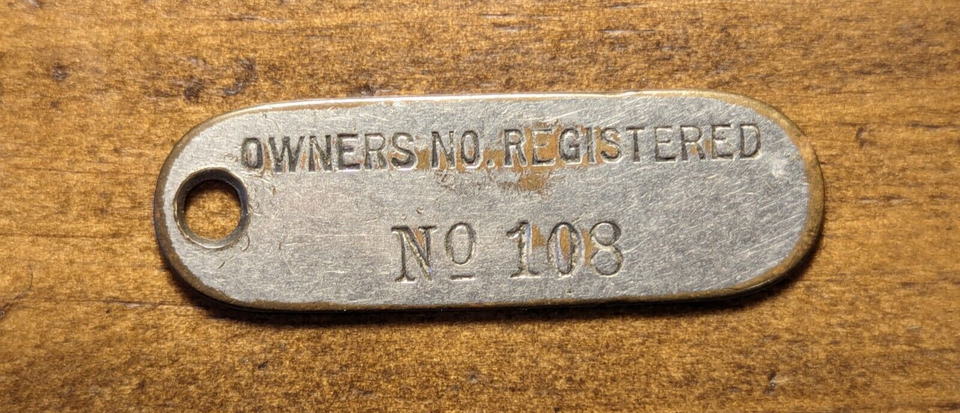 OWNERS NO. REGISTERED
No 108